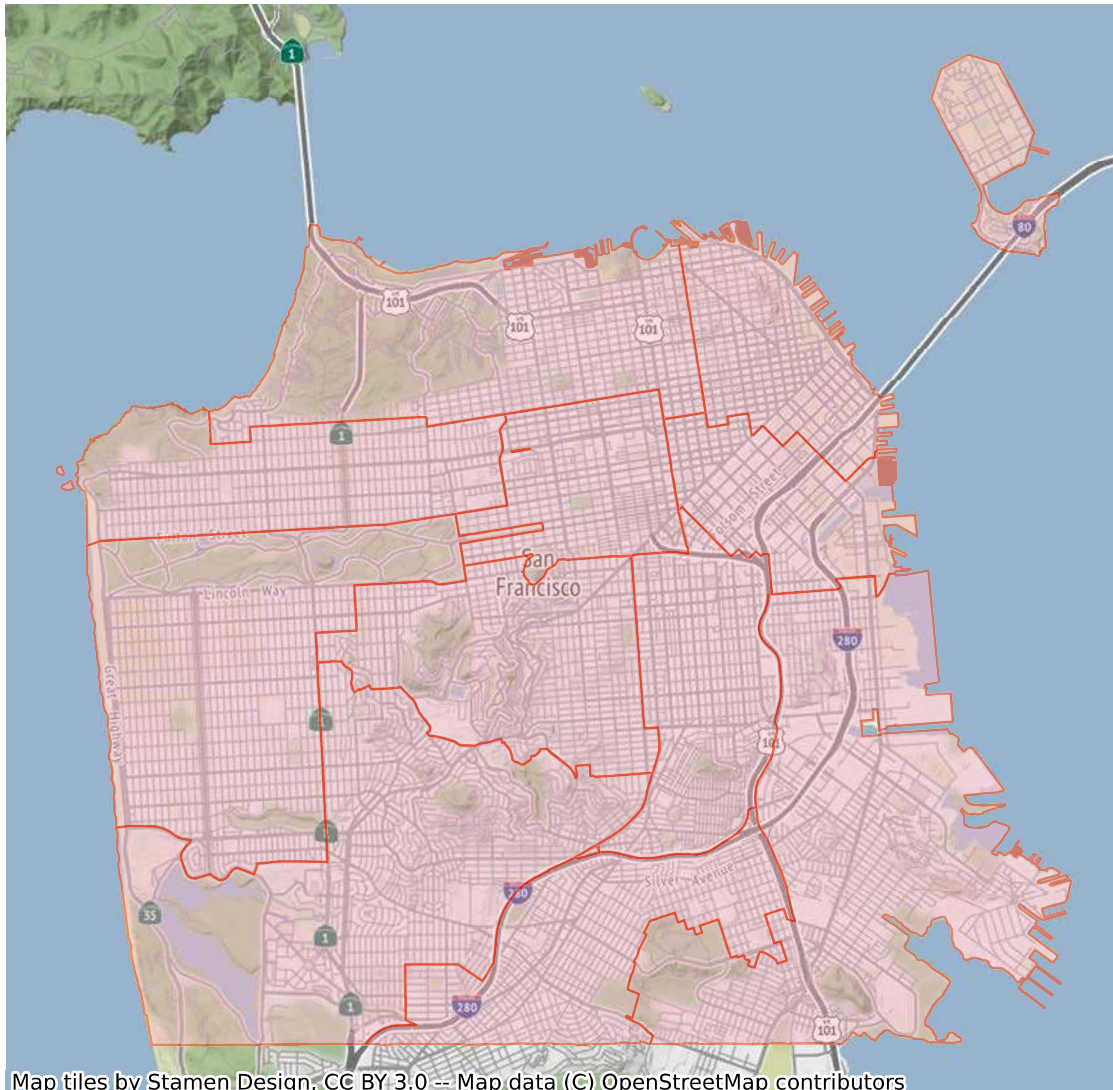 1
80
101
101
101
1
Folsom Street
Fulton Street
San
Francisco
Lincoln Way
280
Great Highway
1
101
1
Silver Avenue
280
35
1
1
280
101
Map tiles by Stamen Design, CC BY 3.0 -- Map data (C) OpenStreetMap contributors